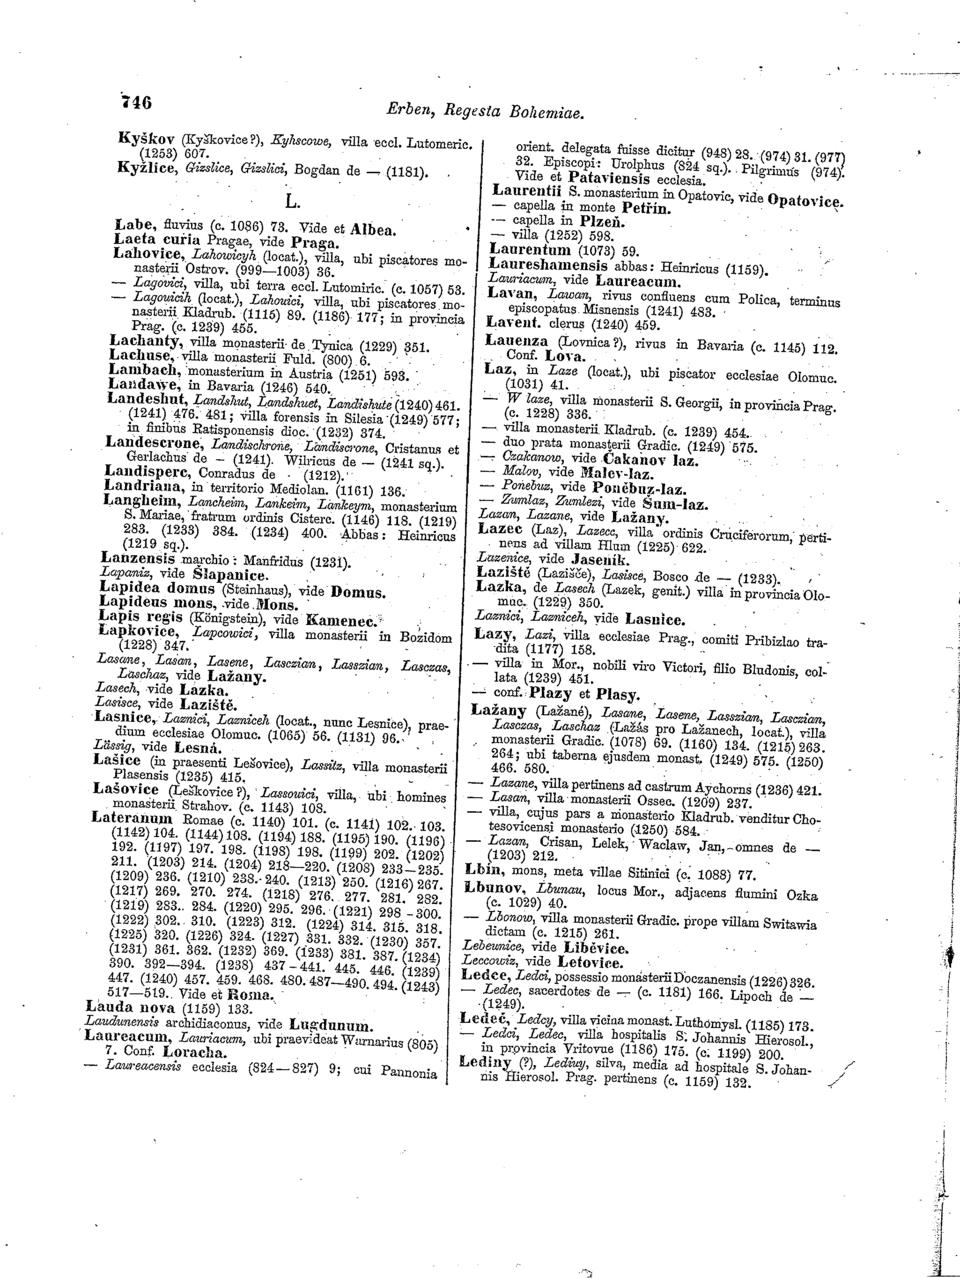 746
Erben, Regesta Bohemiae.
Kyškov (Kyškovice?), Kyhscowe, villa eccl. Lutomeric.
(1253) 607.
Kyžlice, Gizslice, Gizslici, Bogdan de — (1181).
L.
Labe, fluvius (c. 1086) 73. Vide et Albea.
Laeta curia Pragae, vide Praga.
Lahovice, Lahowicyh (locat.), villa, ubi piscatores mo-
nasterii Ostrov. (999—1003) 36.
— Lagovici, villa, ubi terra eccl. Lutomiric. (c. 1057) 53.
— Lagowicih (locat.), Lahouici, villa, ubi piscatores mo-
nasterii Kladrub. (1115) 89. (1186) 177; in provincia
Prag. (c. 1239) 455.
Lachanty, villa monasterii de Tynica (1229) 351.
Lachuse, villa monasterii Fuld. (800) 6.
Lambach, monasterium in Austria (1251) 593.
Landawe, in Bavaria (1246) 540.
Landeshut, Landshut, Landshuet, Landishute (1240) 461.
(1241) 476. 481; villa forensis in Silesia (1249) 577;
in finibus Ratisponensis dioc. (1232) 374.
Landescrone, Landischrone, Landiscrone, Cristanus et
Gerlachus de — (1241). Wilricus de — (1241 sq.).
Landisperc, Conradus de · (1212).
Landriana, in territorio Mediolan. (1161) 136.
Langheim, Lancheim, Lankeim, Lankeym, monasterium
S. Mariae, fratrum ordinis Cisterc. (1146) 118. (1219)
283. (1233) 384. (1234) 400. Abbas: Heinricus
(1219 sq.).
Lanzensis marchio: Manfridus (1231).
Lapaniz, vide Šlapanice.
Lapidea domus (Steinhaus), vide Domus.
Lapideus mons, vide Mons.
Lapis regis (Königstein), vide Kamenec.
Lapkovice, Lapcowici, villa monasterii in Bozidom
(1228) 347.
Lasane, Lasan, Lasene, Lasczian, Lasszian, Lasczas,
Laschaz, vide Lažany.
Lasech, vide Lazka.
Lasisce, vide Laziště.
Lasnice, Laznici, Lazniceh (locat., nunc Lesnice), prae-
dium ecclesiae Olomuc. (1065) 56. (1131) 96.
Lässig, vide Lesná.
Lašice (in praesenti Lešovice), Lassitz, villa monasterii
Plasensis (1235) 415.
Lašovice (Leškovice?), Lassouici, villa, ubi homines
monasterii Strahov. (c. 1143) 108.
Lateranum Romae (c. 1140) 101. (c. 1141) 102. 103.
(1142) 104. (1144) 108. (1194) 188. (1195) 190. (1196)
192. (1197) 197. 198. (1198) 198. (1199) 202. (1202)
211. (1203) 214. (1204) 218—220. (1208) 233—235.
(1209) 236. (1210) 238. 240. (1213) 250. (1216) 267.
(1217) 269. 270. 274. (1218) 276. 277. 281. 282.
(1219) 283. 284. (1220) 295. 296. (1221) 298 - 300.
(1222) 302. 310. (1223) 312. (1224) 314. 315. 318.
(1225) 320. (1226) 324. (1227) 331. 332. (1230) 357.
(1231) 361. 362. (1232) 369. (1233) 381. 387. (1234)
390. 392—394. (1238) 437-441. 445. 446. (1239)
447. (1240) 457. 459. 468. 480. 487—490. 494. (1243)
517—519. Vide et Roma.
Lauda nova (1159) 133.
Laudunensis archidiaconus, vide Lugdunum.
Laureacum, Lauriacum, ubi praevideat Wurnarius (805)
7. Conf. Loracha.
— Laureacensis ecclesia (824—827) 9; cui Pannonia
orient. delegata fuisse dicitur (948) 28. (974) 31. (977)
32. Episcopi: Urolphus (824 sq.). Pilgrimus (974).
Vide et Pataviensis ecclesia.
Laurentii S. monasterium in Opatovic, vide Opatovice.
— capella in monte Petřín.
— capella in Plzeň.
— villa (1252) 598.
Laurentum (1073) 59.
Laureshamensis abbas: Heinricus (1159).
Lauriacum, vide Laureacum.
Lavan, Lawan, rivus confluens cum Polica, terminus
episcopatus Misnensis (1241) 483.
Lavent. clerus (1240) 459.
Lauenza (Lovnica?), rivus in Bavaria (c. 1145) 112.
Conf. Lova.
Laz, in Laze (locat.), ubi piscator ecclesiae Olomuc.
(1031) 41.
— W laze, villa monasterii S. Georgii, in provincia Prag.
(c. 1228) 336.
— villa monasterii Kladrub. (c. 1239) 454.
— duo prata monasterii Gradic. (1249) 575.
— Czakanow, vide Čakanov laz.
— Malov, vide Malev-laz.
— Ponebuz, vide Poněbuz-laz.
— Zumlaz, Zumlezi, vide Šum-laz.
Lazan, Lazane, vide Lažany.
Lazec (Laz), Lazecc, villa ordinis Cruciferorum, perti-
nens ad villam Hlum (1225) 622.
Lazenice, vide Jaseník.
Laziště (Lazišče), Lasisce, Bosco de — (1233).
Lazka, de Lasech (Lazek, genit.) villa in provincia Olo-
muc. (1229) 350.
Laznici, Lazniceh, vide Lasnice.
Lazy, Lazi, villa ecclesiae Prag., comiti Pribizlao tra-
dita (1177) 158.
— villa in Mor., nobili viro Victori, filio Bludonis, col-
lata (1239) 451.
— conf. Plazy et Plasy.
Lažany (Lažané), Lasane, Lasene, Lasszian, Lasczian,
Lasczas, Laschaz (Lažás pro Lažanech, locat.), villa
monasterii Gradic. (1078) 69. (1160) 134. (1215) 263.
264; ubi taberna ejusdem monast. (1249) 575. (1250)
466. 580.
— Lazane, villa pertinens ad castrum Aychorns (1236) 421.
— Lasan, villa monasterii Ossec. (1209) 237.
— villa, cujus pars a monasterio Kladrub. venditur Cho-
tesovicensi monasterio (1250) 584.
— Lazan, Crisan, Lelek, Waclaw, Jan, omnes de —
(1203) 212.
Lbín, mons, meta villae Sitinici (c. 1088) 77.
Lbunov, Lbunau, locus Mor., adjacens flumini Ozka
(c. 1029) 40.
— Lbonow, villa monasterii Gradic. prope villam Switawia
dictam (c. 1215) 261.
Lebeunice, vide Liběvice.
Leccowiz, vide Letovice.
Ledce, Ledci, possessio monasterii Doczanensis (1226) 326.
— Ledec, sacerdotes de — (c. 1181) 166. Lipoch de —
(1249).
Ledeč, Ledcy, villa vicina monast. Luthomysl. (1185) 173.
— Ledci, Ledec, villa hospitalis S. Johannis Hierosol.,
in provincia Vritovue (1186) 175. (c. 1199) 200.
Lediny (?), Lediuy, silva, media ad hospitale S. Johan-
nis Hierosol. Prag. pertinens (c. 1159) 132.